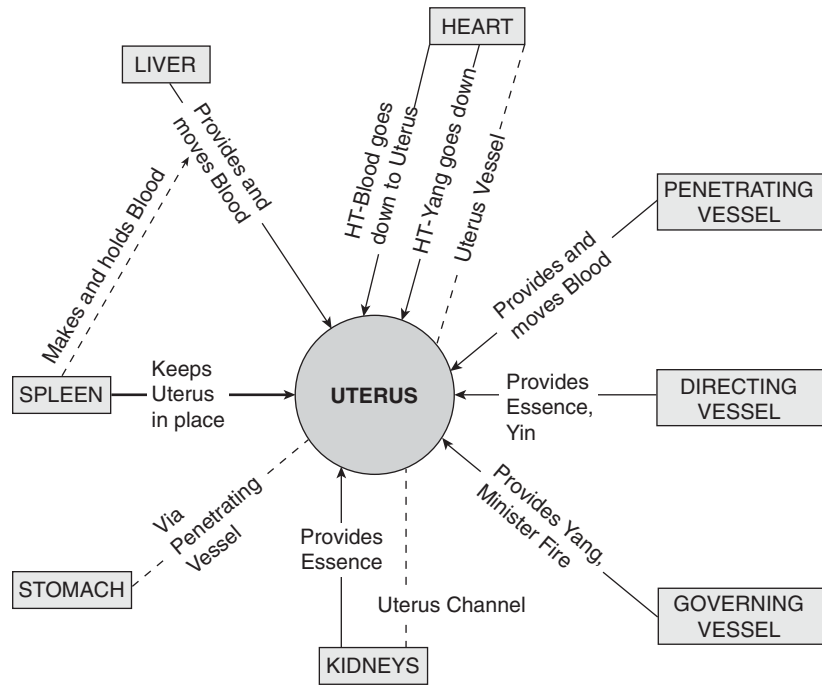 HEART
LIVER
Provides and
moves Blood
HT-Blood goes
down to Uterus
HT-Yang goes down
Uterus Vessel
PENETRATING
VESSEL
Makes and holds Blood
Provides and
moves Blood
SPLEEN
Keeps
Uterus
in place
UTERUS
Provides
Essence,
Yin
DIRECTING
VESSEL
Via
Penetrating
Vessel
Provides
Essence
Provides Yang,
Minister Fire
STOMACH
Uterus Channel
GOVERNING
VESSEL
KIDNEYS